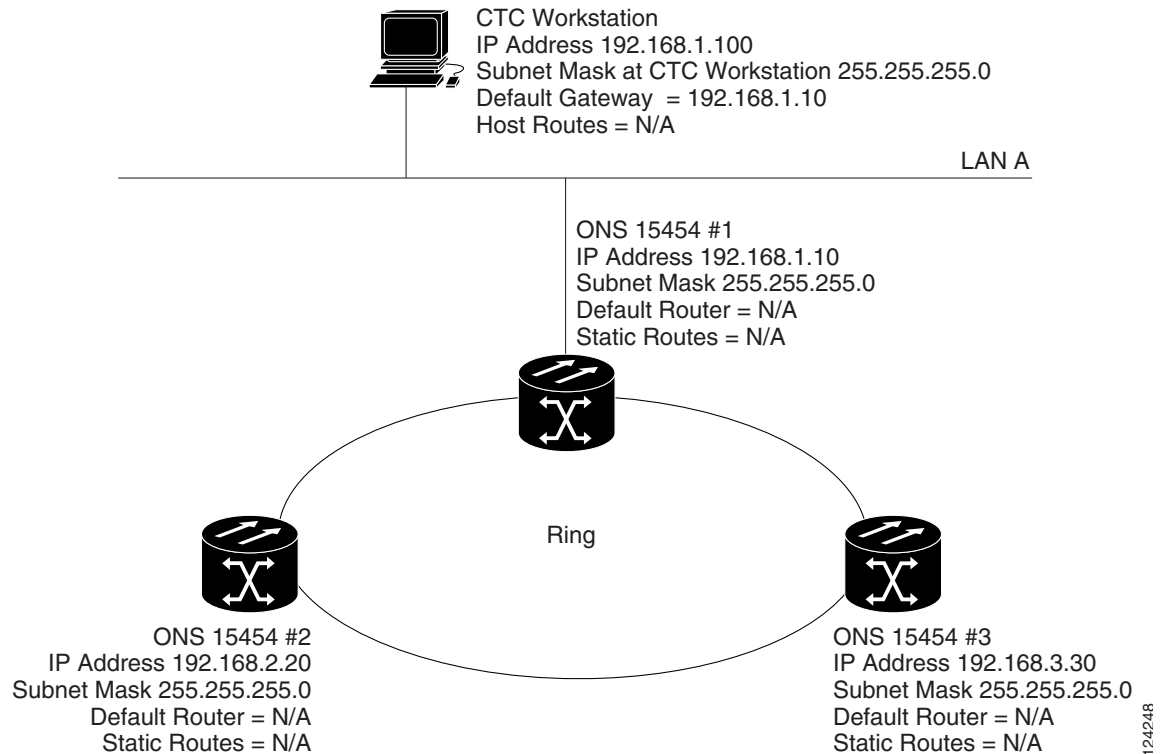 CTC Workstation
IP Address 192.168.1.100
Subnet Mask at CTC Workstation 255.255.255.0
Default Gateway = 192.168.1.10
Host Routes = N/A
LAN A
ONS 15454 #1
IP Address 192.168.1.10
Subnet Mask 255.255.255.0
Default Router = N/A
Static Routes = N/A
Ring
ONS 15454 #2
IP Address 192.168.2.20
Subnet Mask 255.255.255.0
Default Router = N/A
Static Routes = N/A
ONS 15454 #3
IP Address 192.168.3.30
Subnet Mask 255.255.255.0
Default Router = N/A
Static Routes = N/A
124248